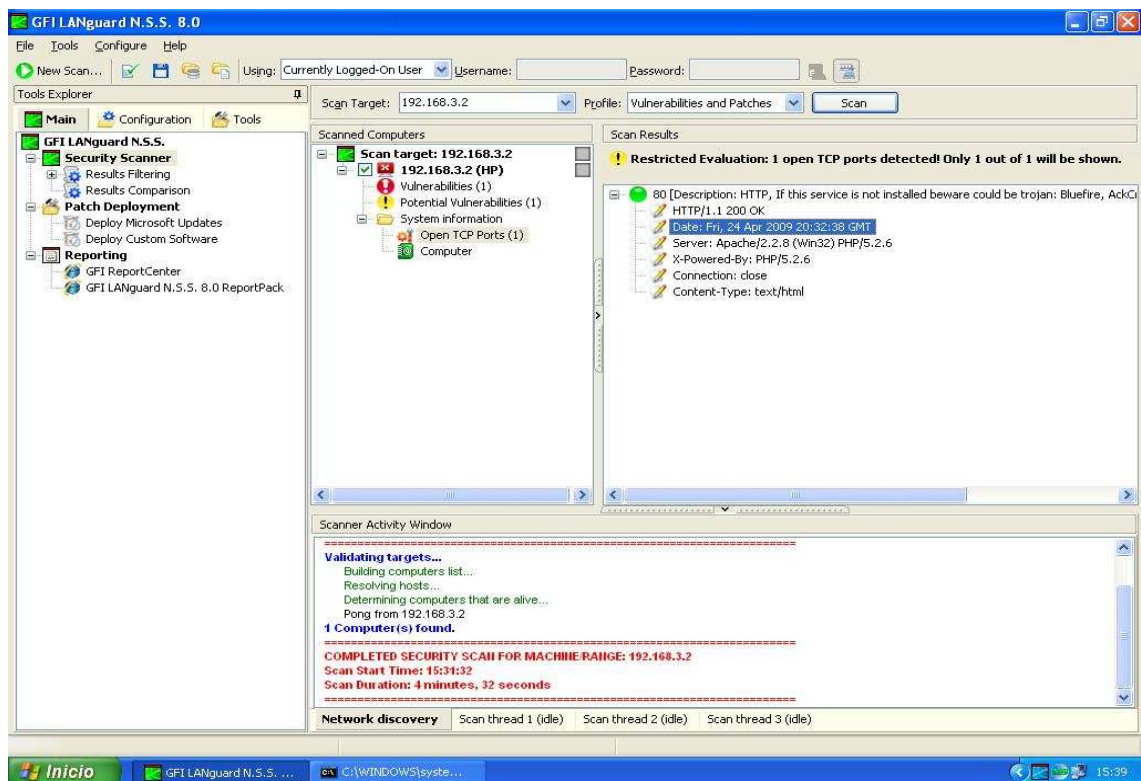 GFI LANguard N.S.S. 8.0
File Tools Configure Help
New Scan... Using: Currently Logged-On User Username: Password:
Tools Explorer
Main Configuration Tools
GFI LANguard N.S.S.
Security Scanner
Results Filtering
Results Comparison
Patch Deployment
Deploy Microsoft Updates
Deploy Custom Software
Reporting
GFI ReportCenter
GFI LANguard N.S.S. 8.0 ReportPack
Scan Target: 192.168.3.2 Profile: Vulnerabilities and Patches Scan
Scanned Computers
Scan target: 192.168.3.2
192.168.3.2 (HP)
Vulnerabilities (1)
Potential Vulnerabilities (1)
System information
Open TCP Ports (1)
Computer
Scan Results
Restricted Evaluation: 1 open TCP ports detected! Only 1 out of 1 will be shown.
80 [Description: HTTP, If this service is not installed beware could be trojan: Bluefire, AckC
HTTP/1.1 200 OK
Date: Fri, 24 Apr 2009 20:32:38 GMT
Server: Apache/2.2.8 (Win32) PHP/5.2.6
X-Powered-By: PHP/5.2.6
Connection: close
Content-Type: text/html
Scanner Activity Window
Validating targets...
Building computers list...
Resolving hosts...
Determining computers that are alive...
Pong from 192.168.3.2
1 Computer(s) found.
COMPLETED SECURITY SCAN FOR MACHINE/RANGE: 192.168.3.2
Scan Start Time: 15:31:32
Scan Duration: 4 minutes, 32 seconds
Network discovery Scan thread 1 (idle) Scan thread 2 (idle) Scan thread 3 (idle)
Inicio GFI LANguard N.S.S. ... C:\WINDOWS\syste... 15:39